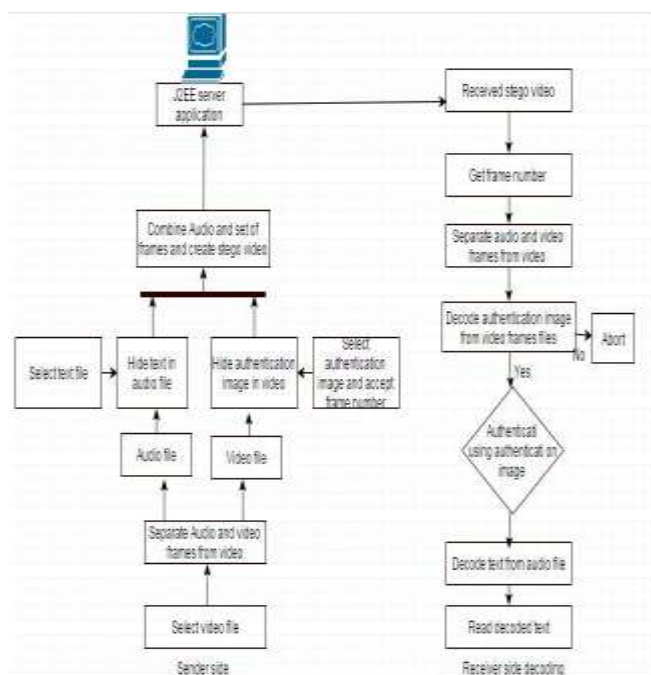 J2EE server
application
Received stego video
Get frame number
Combine Audio and set of
frames and create stego video
Separate audio and video
frames from video
Decode authentication image
from video frames files
Abort
No
Yes
Select text file
Hide text in
audio file
Hide authentication
image in video
Select
authentication
image and accept
frame number
Audio file
Video file
Authenticati
using authentication
image
Separate Audio and video
frames from video
Decode text from audio file
Select video file
Read decoded text
Sender side
Receiver side decoding